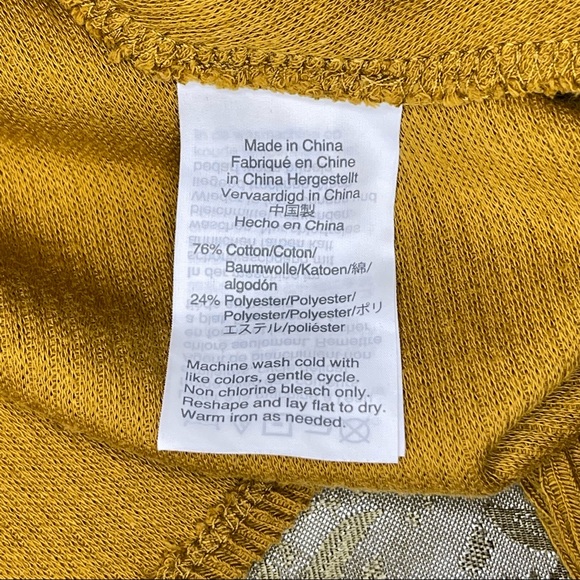 Made in China
Fabriqué en Chine
in China Hergestellt
Vervaardigd in China
中国製
Hecho en China
76% Cotton/Coton/
Baumwolle/Katoen/綿/
algodón
24% Polyester/Polyester/
Polyester/Polyester/ポリ
エステル/poliéster
Machine wash cold with
like colors, gentle cycle.
Non chlorine bleach only.
Reshape and lay flat to dry.
Warm iron as needed.